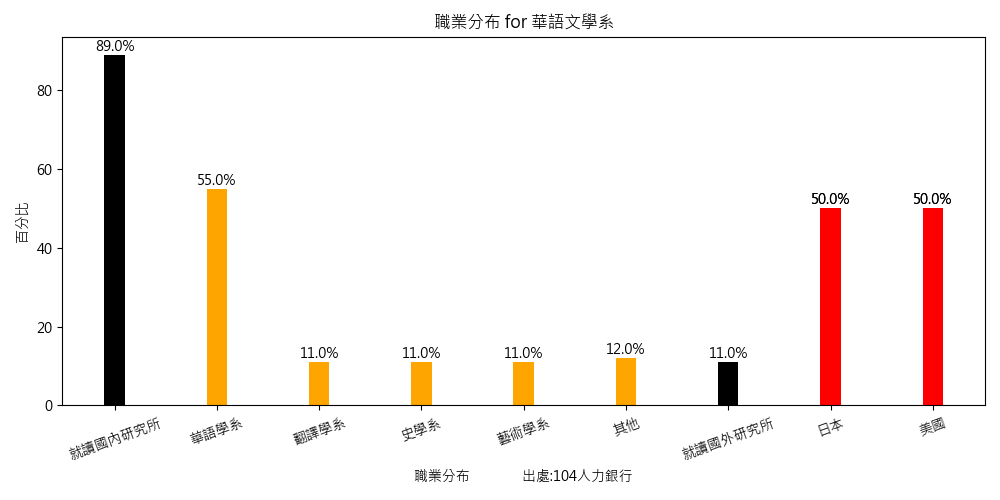 職業分布 for 華語文學系
89.0%
55.0%
11.0%
11.0%
11.0%
12.0%
11.0%
50.0%
50.0%
百分比
80
60
40
20
0
就讀國內研究所
華語學系
翻譯學系
史學系
藝術學系
其他
就讀國外研究所
日本
美國
職業分布 出處:104人力銀行